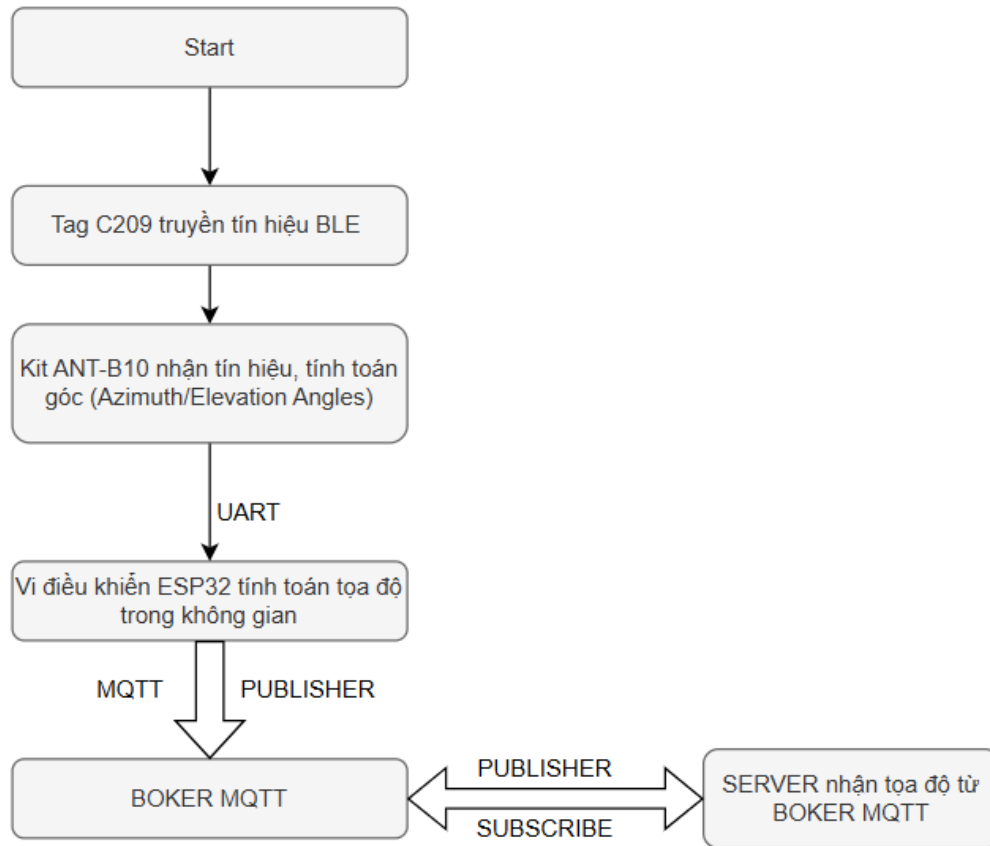 Start
Tag C209 truyền tín hiệu BLE
Kit ANT-B10 nhận tín hiệu, tính toán
góc (Azimuth/Elevation Angles)
UART
Vi điều khiển ESP32 tính toán tọa độ
trong không gian
MQTT
PUBLISHER
BOKER MQTT
PUBLISHER
SUBSCRIBE
SERVER nhận tọa độ từ
BOKER MQTT